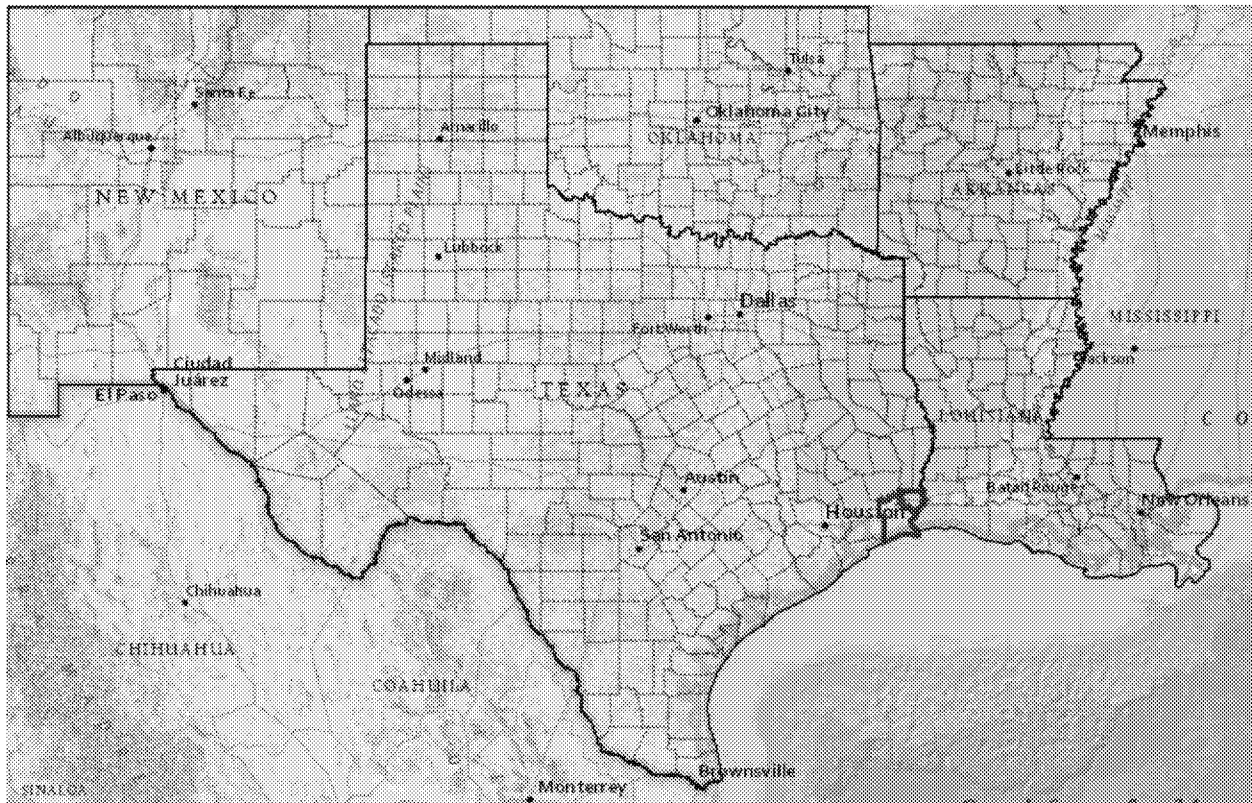 Tulsa
Santa Fe
Oklahoma City
Amarillo
Albuquerque
OKLAHOMA
Memphis
Little Rock
ARKANSAS
NEW MEXICO
Lubbock
Dallas
Fort Worth
MISSISSIPPI
Jackson
Ciudad
Juárez
Midland
El Paso
Odessa
TEXAS
LOUISIANA
C O
Austin
Baton Rouge
New Orleans
Houston
San Antonio
Chihuahua
CHIHUAHUA
COAHUILA
Brownsville
Monterrey
SINALOA